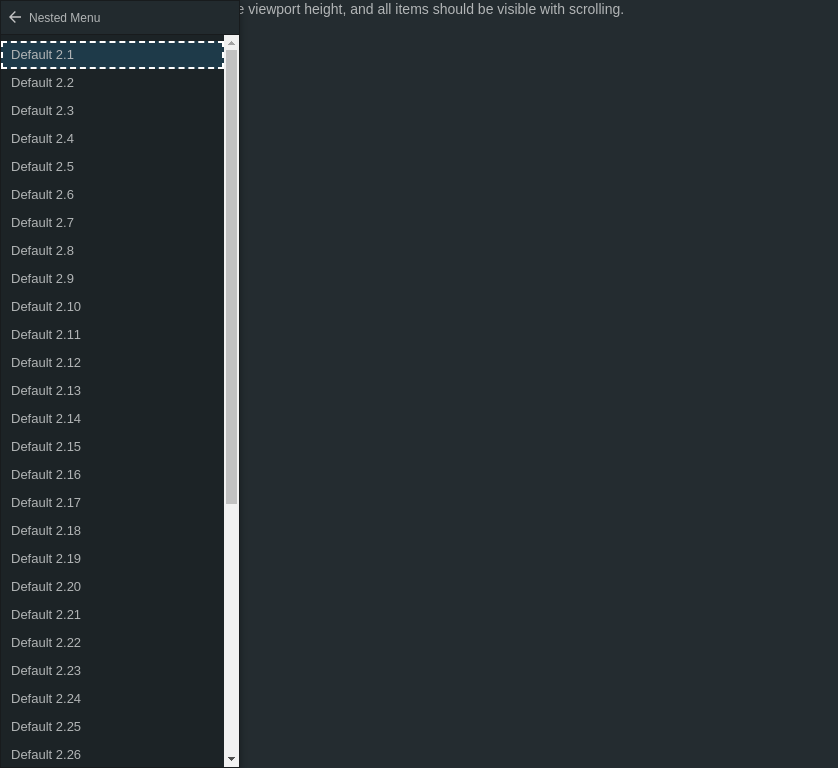 Nested Menu
viewport height, and all items should be visible with scrolling.
Default 2.1
Default 2.2
Default 2.3
Default 2.4
Default 2.5
Default 2.6
Default 2.7
Default 2.8
Default 2.9
Default 2.10
Default 2.11
Default 2.12
Default 2.13
Default 2.14
Default 2.15
Default 2.16
Default 2.17
Default 2.18
Default 2.19
Default 2.20
Default 2.21
Default 2.22
Default 2.23
Default 2.24
Default 2.25
Default 2.26